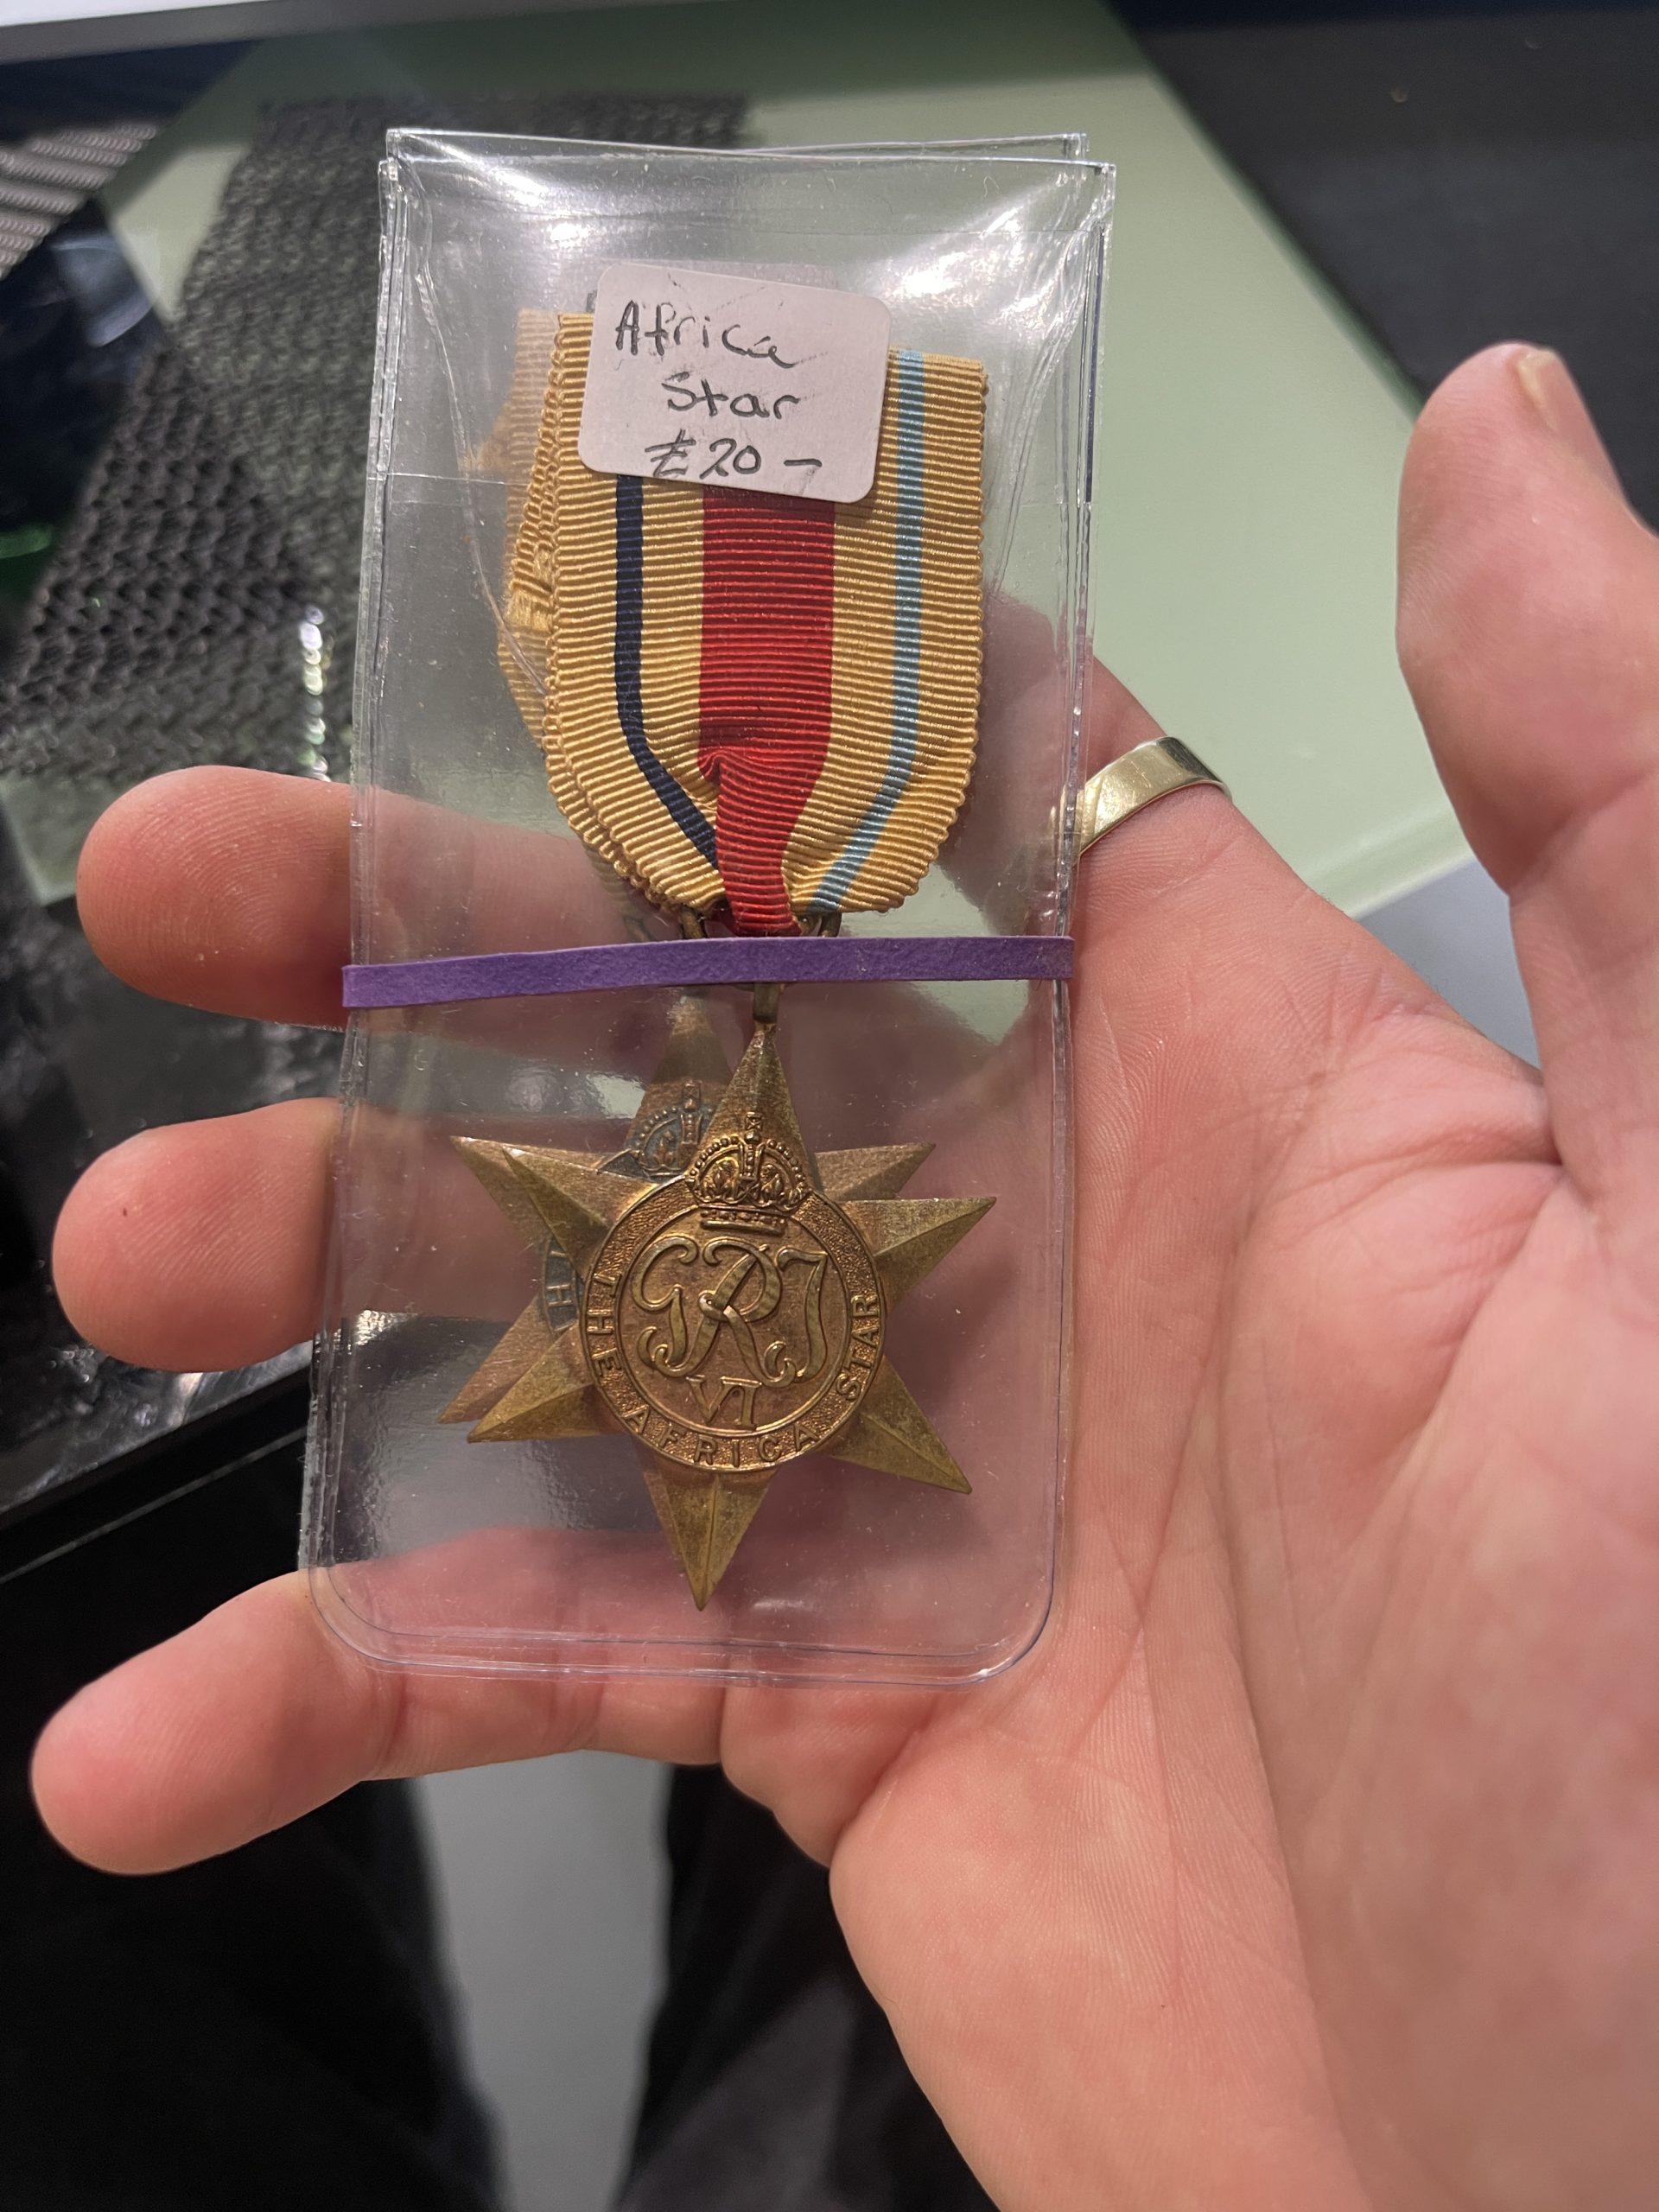 Africa
Star
£20-
GRI
VI
THE AFRICA STAR